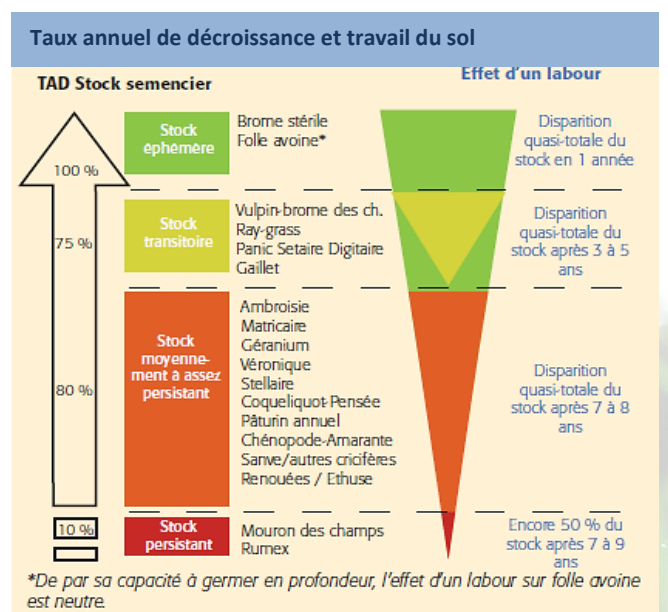 Taux annuel de décroissance et travail du sol
TAD Stock semencier
Effet d'un labour
100 %
Stock
éphémère
Brome stérile
Folle avoine*
Disparition
quasi-totale du
stock en 1 année
75 %
Stock
transitoire
Vulpin-brome des ch.
Ray-grass
Panic Setaire Digitaire
Gaillet
Disparition
quasi-totale du
stock après 3 à 5
ans
80 %
Stock
moyenne-
ment à assez
persistant
Ambroisie
Matricaire
Géranium
Véronique
Stellaire
Coqueliquot-Pensée
Pâturin annuel
Chénopode-Amarante
Sanve/autres cricifères
Renouées / Ethuse
Disparition
quasi-totale du
stock après 7 à 8
ans
10 %
Stock
persistant
Mouron des champs
Rumex
Encore 50 % du
stock après 7 à 9
ans
*De par sa capacité à germer en profondeur, l'effet d'un labour sur folle avoine
est neutre.